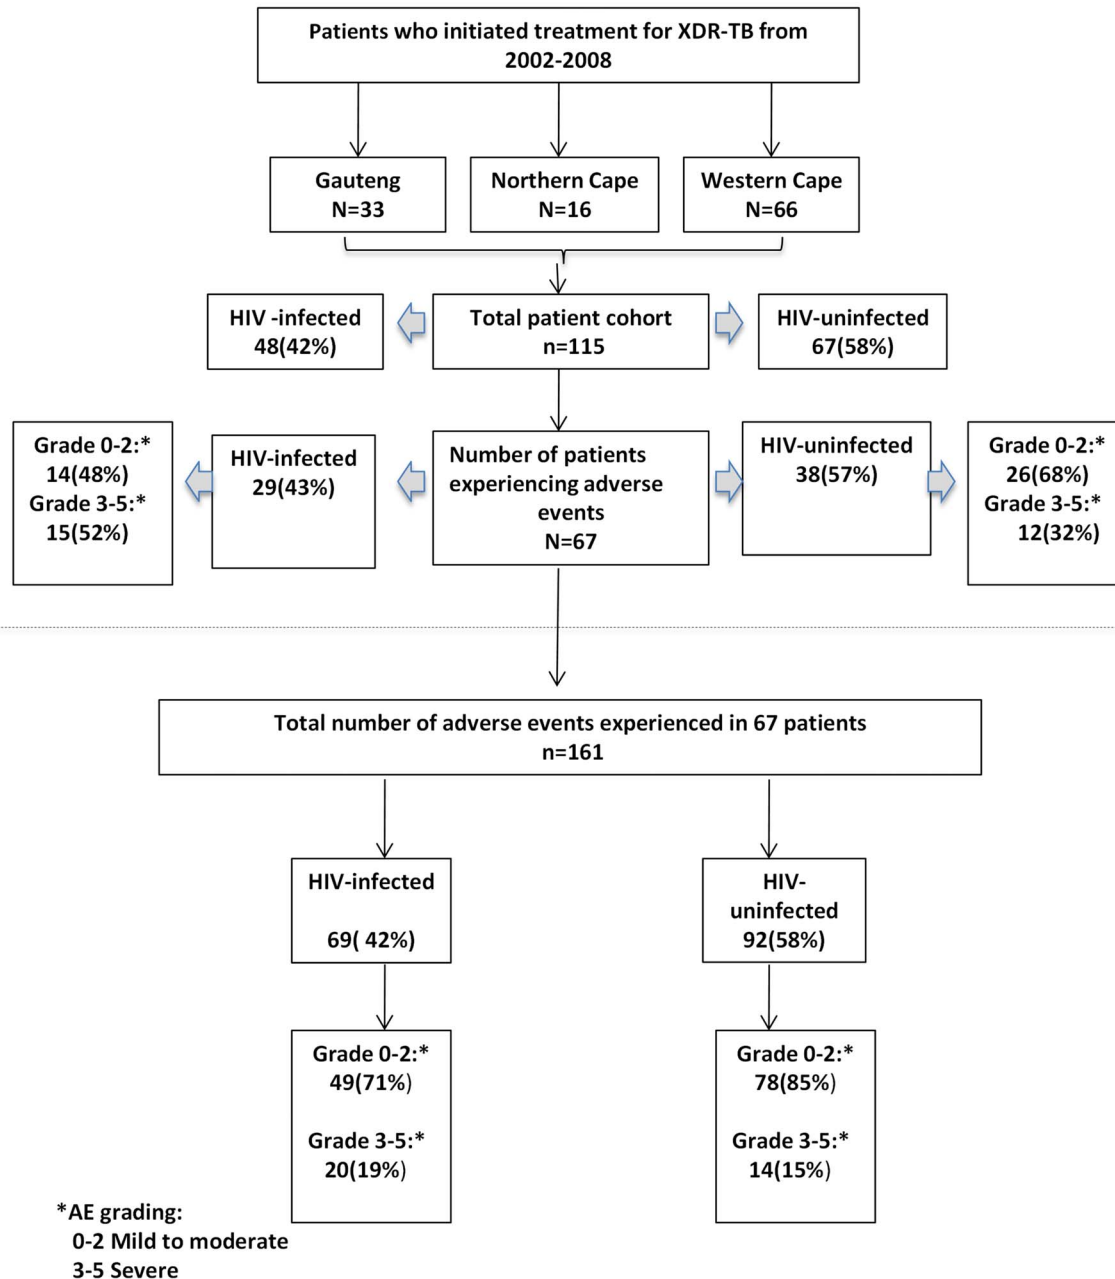 Patients who initiated treatment for XDR-TB from
2002-2008
Gauteng
N=33
Northern Cape
N=16
Western Cape
N=66
HIV -infected
48(42%)
Total patient cohort
n=115
HIV-uninfected
67(58%)
Grade 0-2:*
14(48%)
Grade 3-5:*
15(52%)
HIV-infected
29(43%)
Number of patients
experiencing adverse
events
N=67
HIV-uninfected
38(57%)
Grade 0-2:*
26(68%)
Grade 3-5:*
12(32%)
Total number of adverse events experienced in 67 patients
n=161
HIV-infected
69( 42%)
HIV-
uninfected
92(58%)
Grade 0-2:*
49(71%)
Grade 3-5:*
20(19%)
Grade 0-2:*
78(85%)
Grade 3-5:*
14(15%)
*AE grading:
0-2 Mild to moderate
3-5 Severe